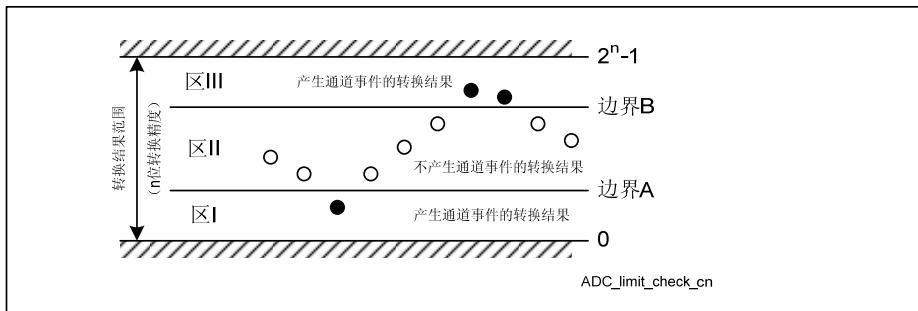 2ⁿ-1
区III
产生通道事件的转换结果
边界B
转换结果范围
（n位转换精度）
区II
不产生通道事件的转换结果
边界A
区I
产生通道事件的转换结果
0
ADC_limit_check_cn